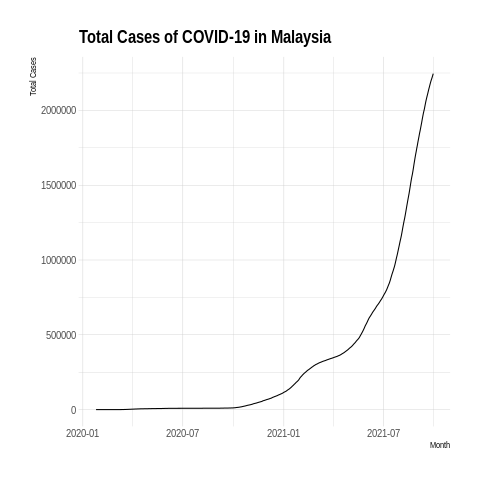 Total Cases of COVID-19 in Malaysia
Total Cases
2000000
1500000
1000000
500000
0
2020-01 2020-07 2021-01 2021-07
Month